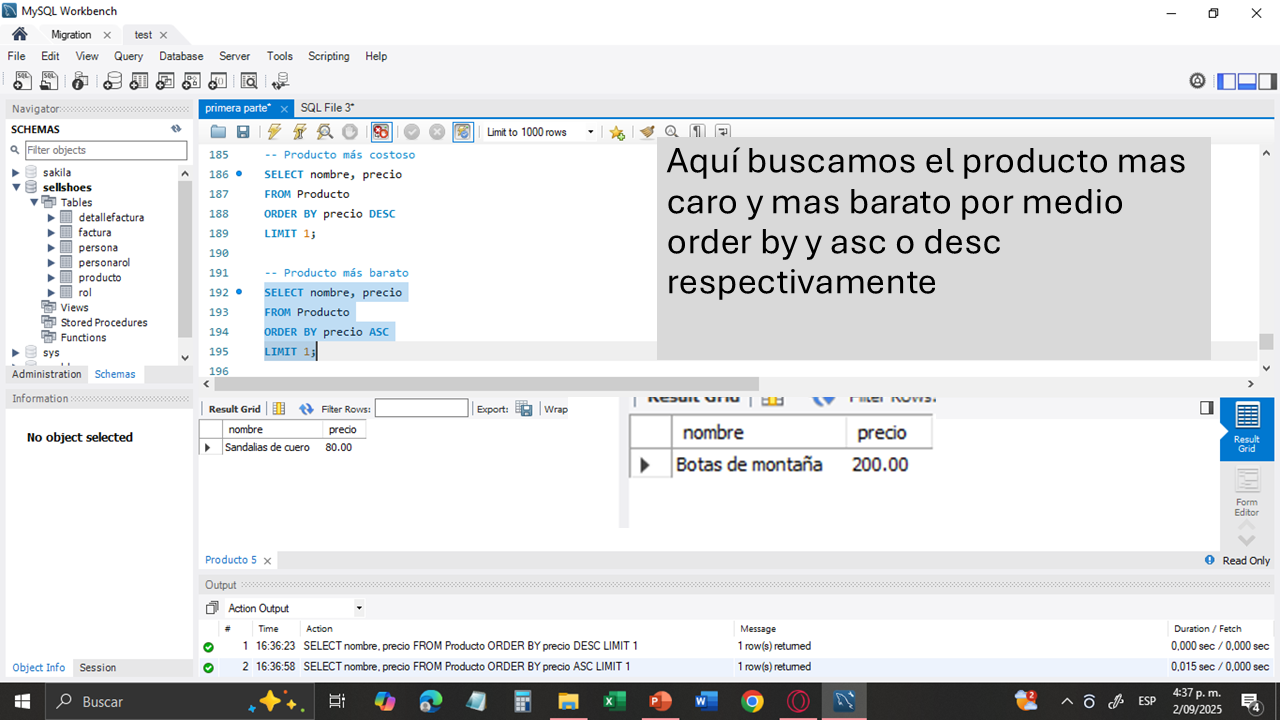 MySQL Workbench
Migration
test
File Edit View Query Database Server Tools Scripting Help
Navigator
SCHEMAS
Filter objects
sakila
sellshoes
Tables
detallefactura
factura
persona
personarol
producto
rol
Views
Stored Procedures
Functions
sys
Administration Schemas
Information
No object selected
Object Info Session
primera parte*
SQL File 3*
Limit to 1000 rows
185 -- Producto más costoso
186 SELECT nombre, precio
187 FROM Producto
188 ORDER BY precio DESC
189 LIMIT 1;
190
191 -- Producto más barato
192 SELECT nombre, precio
193 FROM Producto
194 ORDER BY precio ASC
195 LIMIT 1;
196
Aquí buscamos el producto mas
caro y mas barato por medio
order by y asc o desc
respectivamente
Result Grid Filter Rows: Export: Wrap
nombre precio
Sandalias de cuero 80.00
Result Grid Filter Rows:
nombre precio
Botas de montaña 200.00
Result
Grid
Form
Editor
Producto 5
Read Only
Output
Action Output
# Time Action Message Duration / Fetch
1 16:36:23 SELECT nombre, precio FROM Producto ORDER BY precio DESC LIMIT 1 1 row(s) returned 0,000 sec / 0,000 sec
2 16:36:58 SELECT nombre, precio FROM Producto ORDER BY precio ASC LIMIT 1 1 row(s) returned 0,015 sec / 0,000 sec
Buscar
2
ESP
4:37 p. m.
2/09/2025
4